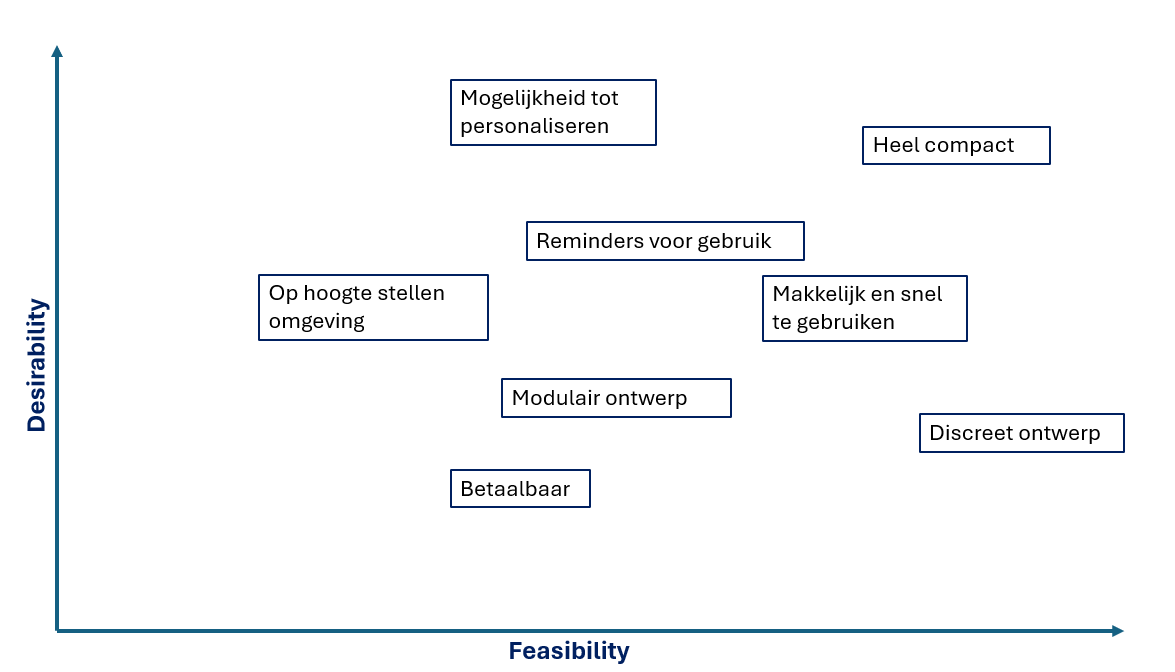 Mogelijkheid tot
personaliseren
Heel compact
Reminders voor gebruik
Op hoogte stellen
omgeving
Makkelijk en snel
te gebruiken
Modulair ontwerp
Discreet ontwerp
Betaalbaar
Desirability
Feasibility